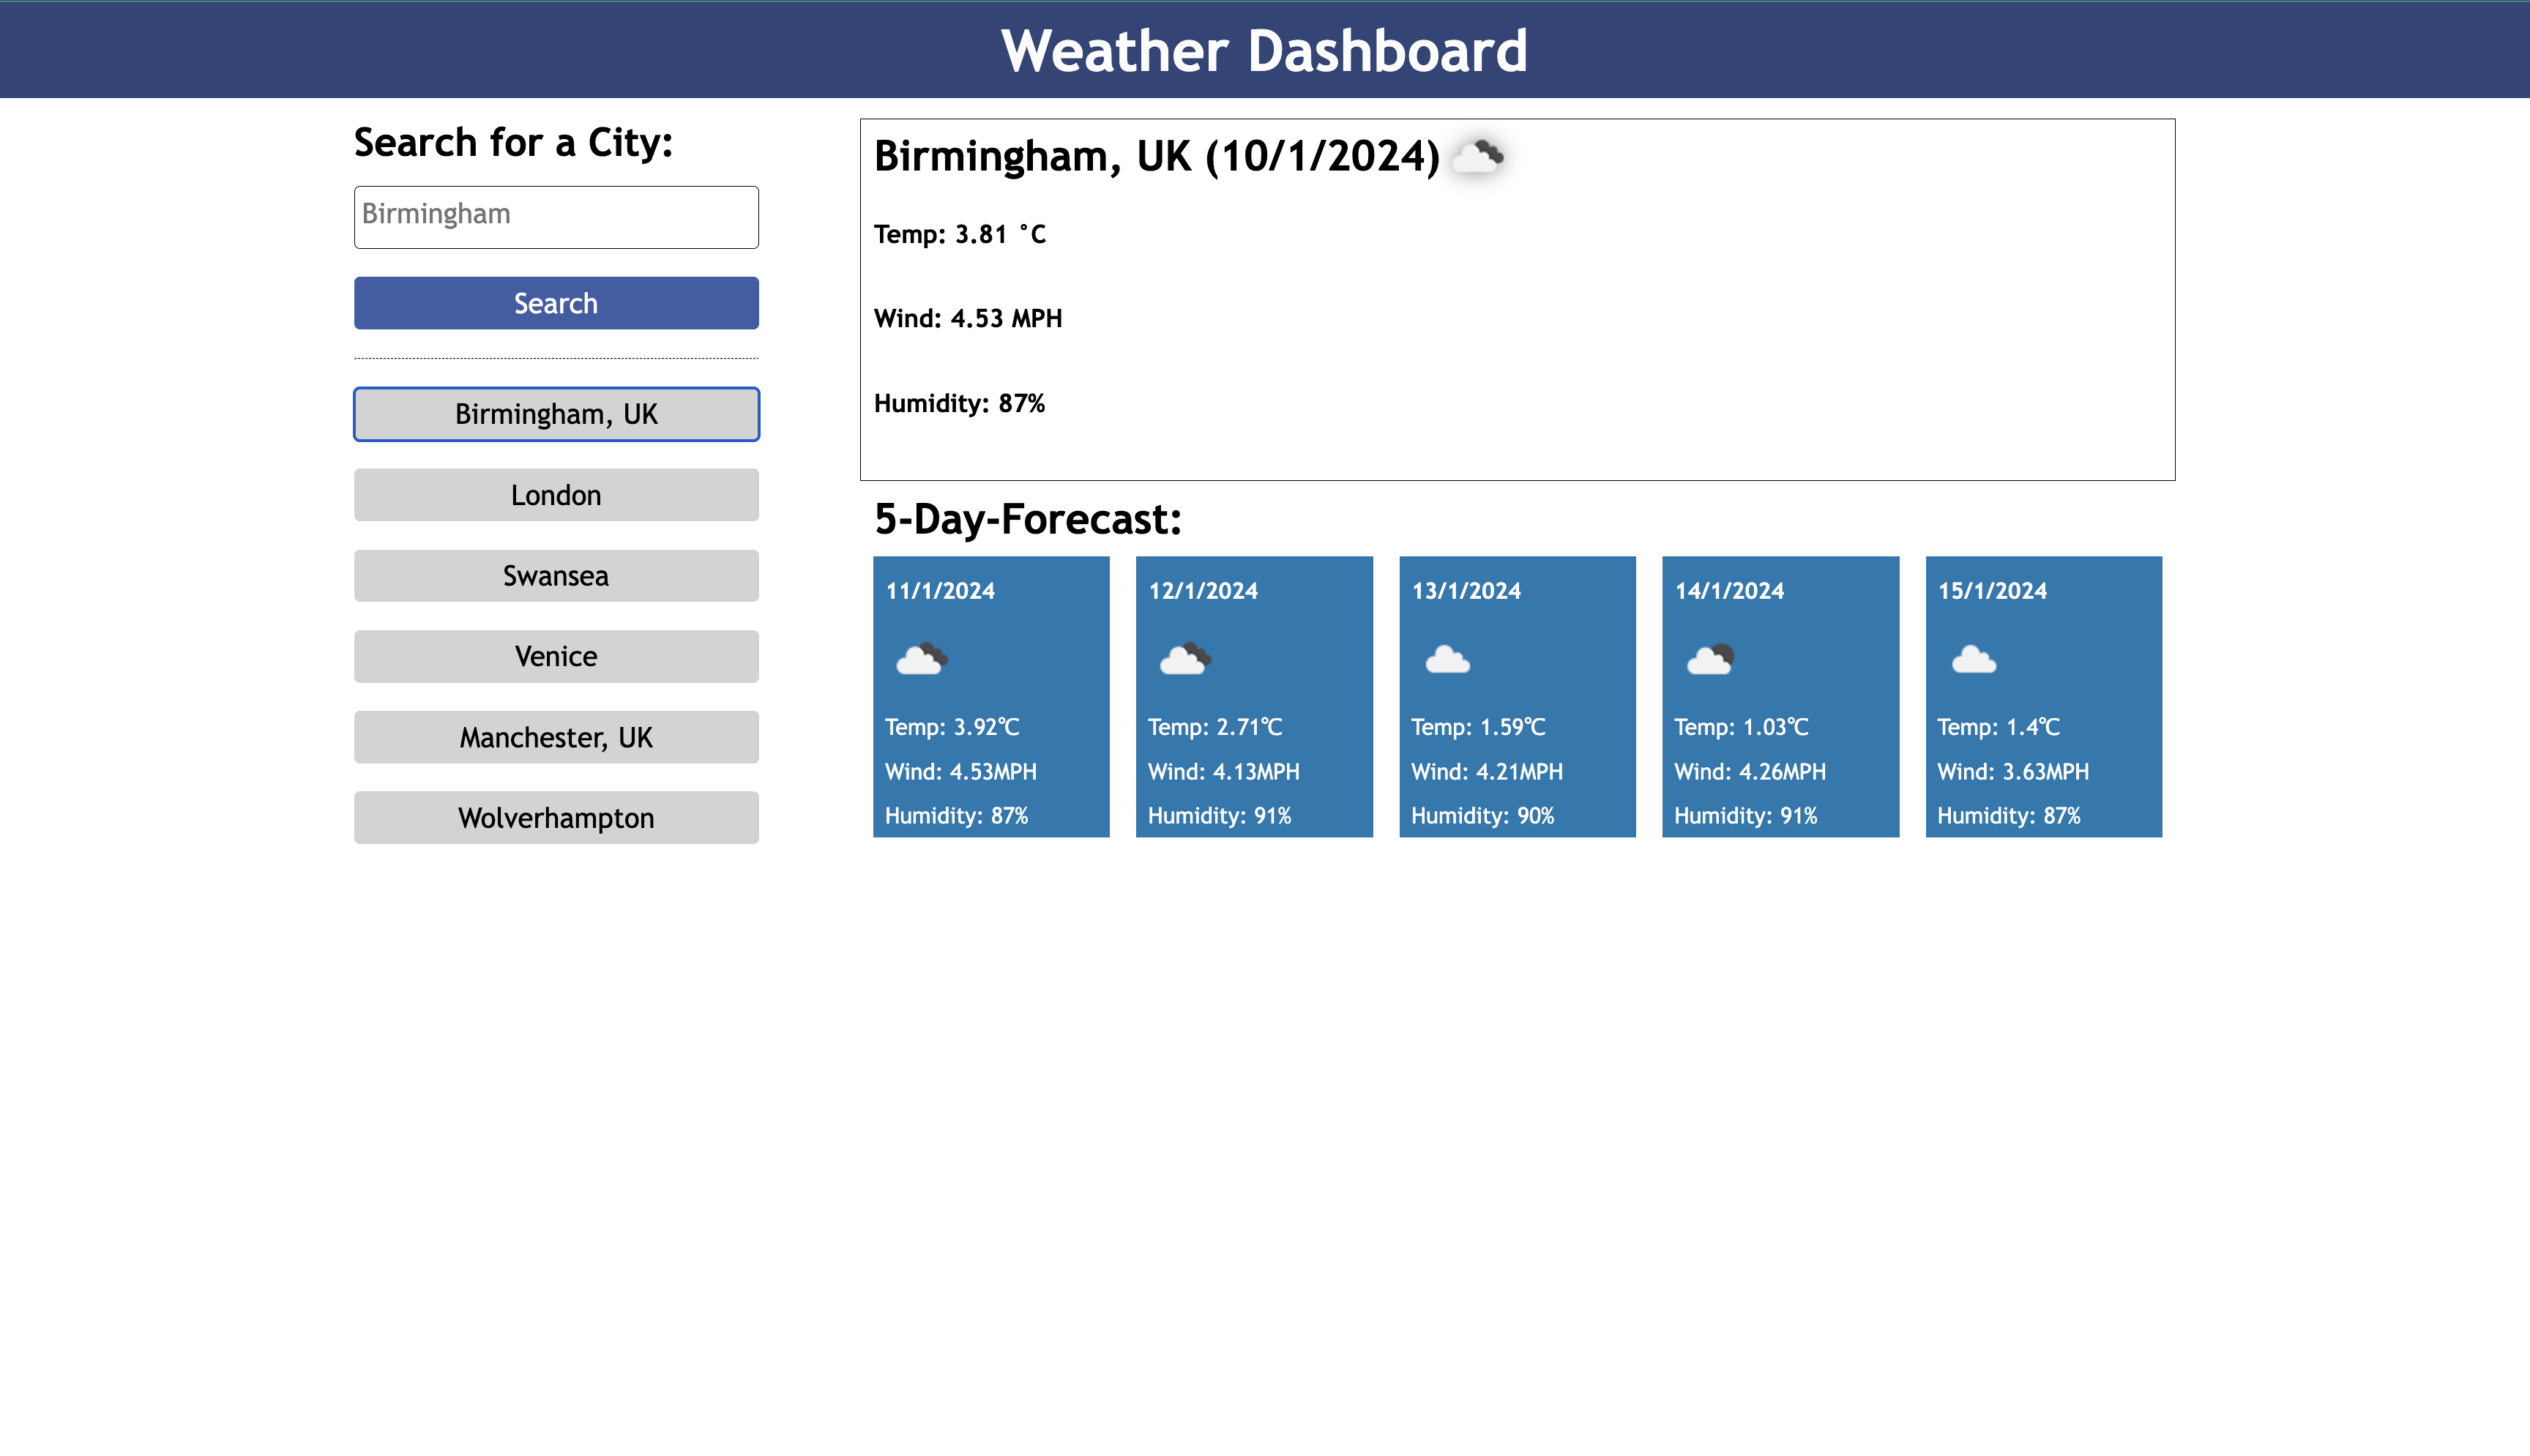 Weather Dashboard
Search for a City:
Birmingham
Search
Birmingham, UK
London
Swansea
Venice
Manchester, UK
Wolverhampton
Birmingham, UK (10/1/2024)
Temp: 3.81 °C
Wind: 4.53 MPH
Humidity: 87%
5-Day-Forecast:
11/1/2024
Temp: 3.92℃
Wind: 4.53MPH
Humidity: 87%
12/1/2024
Temp: 2.71℃
Wind: 4.13MPH
Humidity: 91%
13/1/2024
Temp: 1.59℃
Wind: 4.21MPH
Humidity: 90%
14/1/2024
Temp: 1.03℃
Wind: 4.26MPH
Humidity: 91%
15/1/2024
Temp: 1.4℃
Wind: 3.63MPH
Humidity: 87%